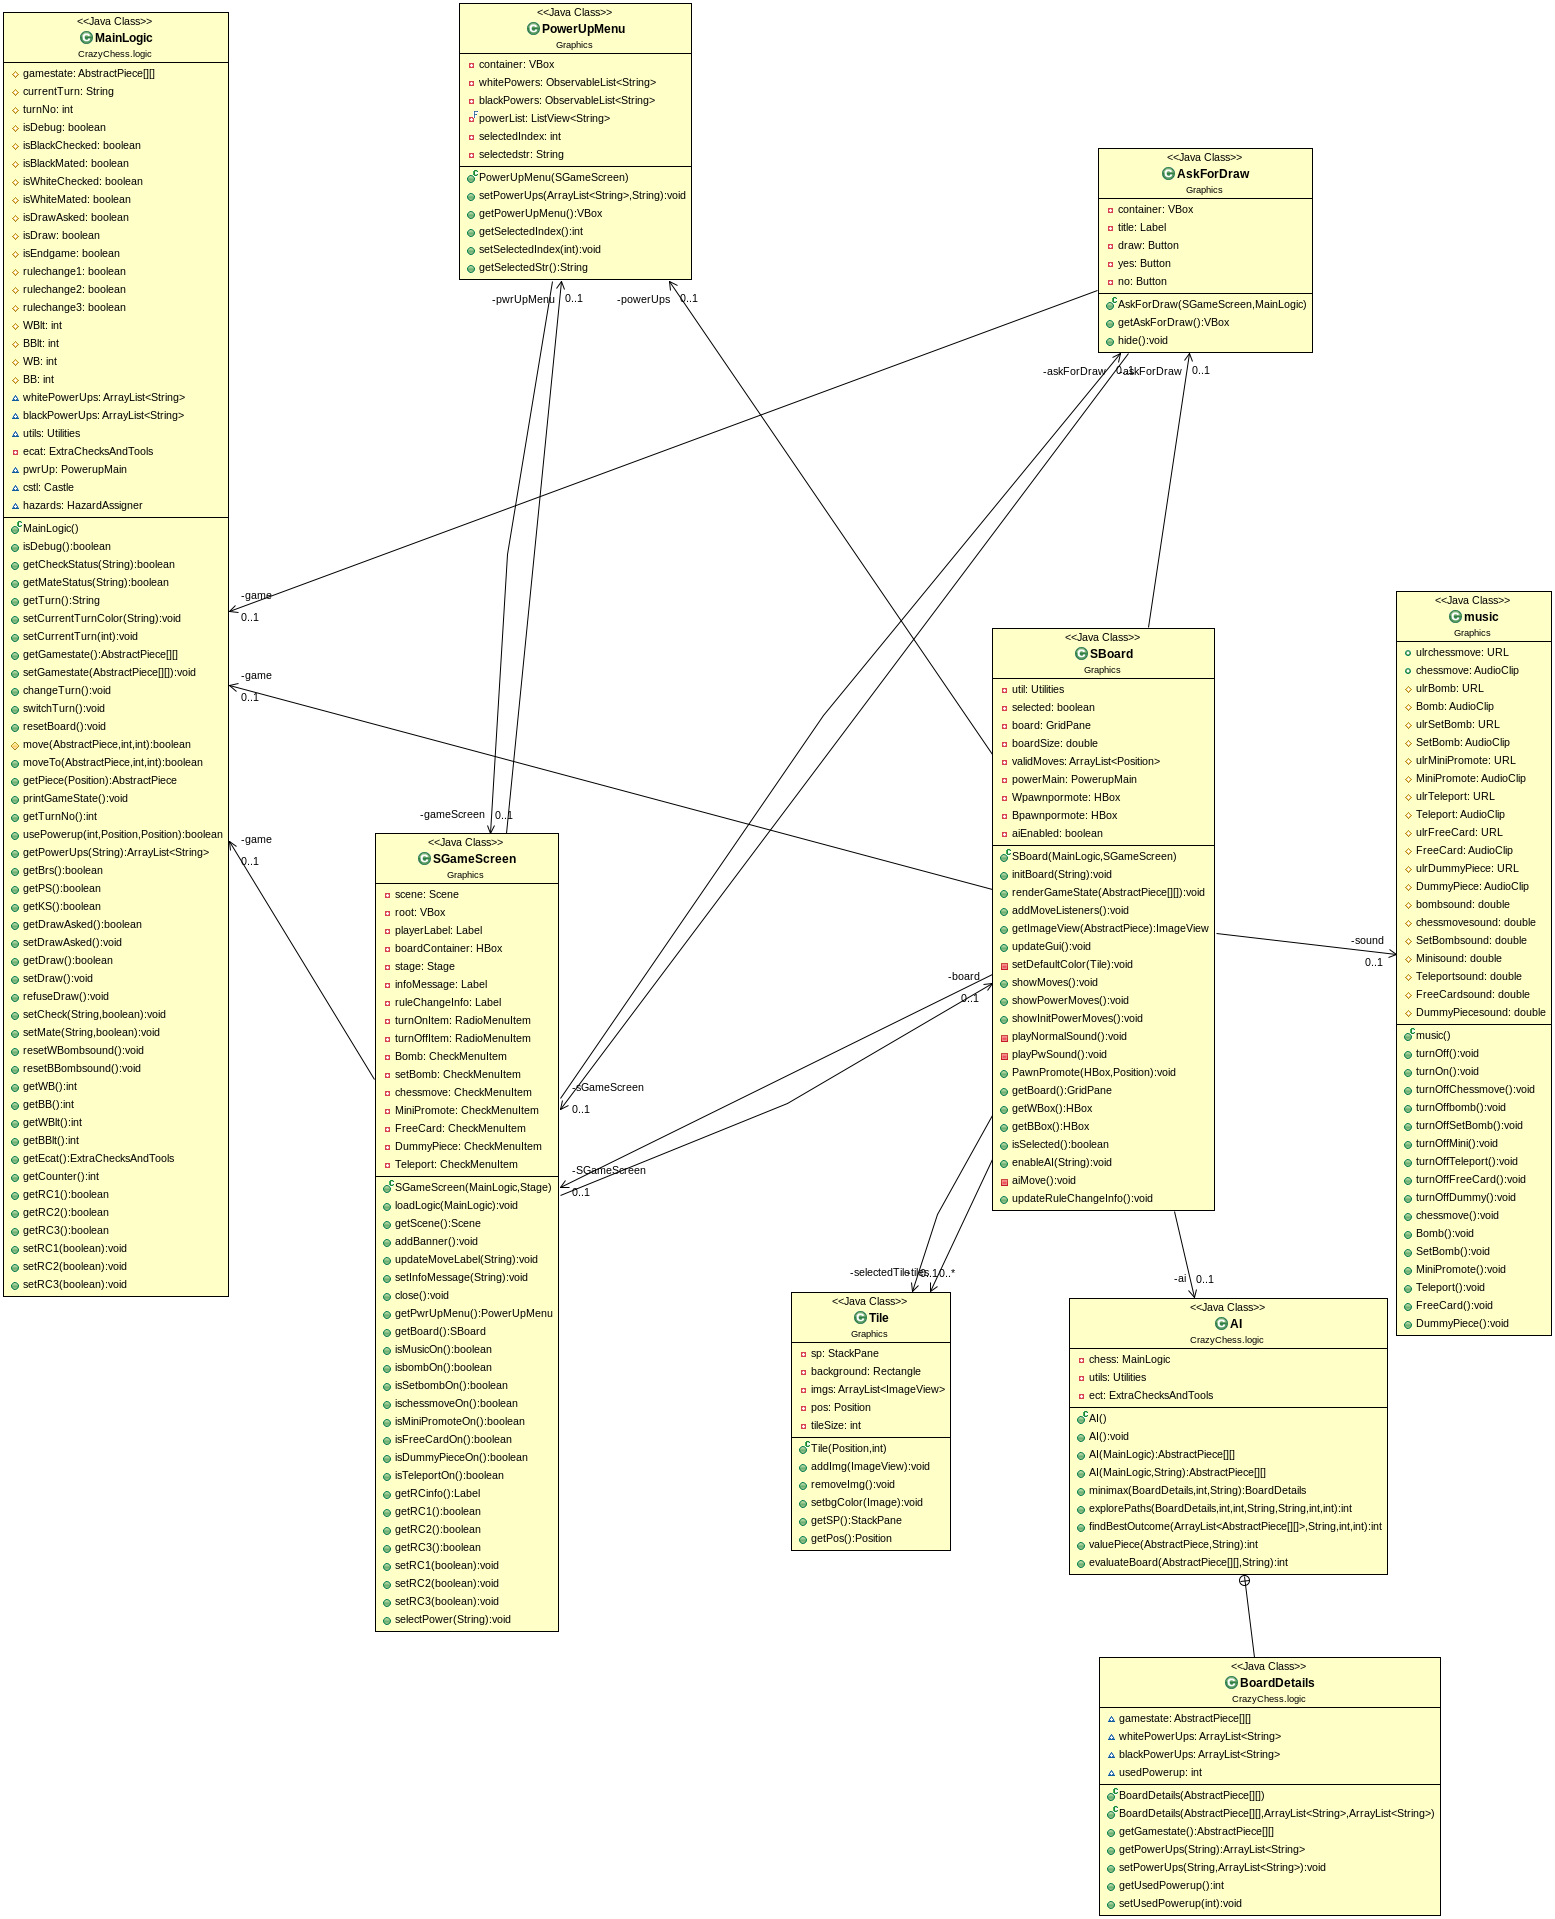 <<Java Class>>
MainLogic
CrazyChess.logic
gamestate: AbstractPiece[][]
currentTurn: String
turnNo: int
isDebug: boolean
isBlackChecked: boolean
isBlackMated: boolean
isWhiteChecked: boolean
isWhiteMated: boolean
isDrawAsked: boolean
isDraw: boolean
isEndgame: boolean
rulechange1: boolean
rulechange2: boolean
rulechange3: boolean
WBlt: int
BBlt: int
WB: int
BB: int
whitePowerUps: ArrayList<String>
blackPowerUps: ArrayList<String>
utils: Utilities
ecat: ExtraChecksAndTools
pwrUp: PowerupMain
cstl: Castle
hazards: HazardAssigner
MainLogic()
isDebug():boolean
getCheckStatus(String):boolean
getMateStatus(String):boolean
getTurn():String
setCurrentTurnColor(String):void
setCurrentTurn(int):void
getGamestate():AbstractPiece[][]
setGamestate(AbstractPiece[][]):void
changeTurn():void
switchTurn():void
resetBoard():void
move(AbstractPiece,int,int):boolean
moveTo(AbstractPiece,int,int):boolean
getPiece(Position):AbstractPiece
printGameState():void
getTurnNo():int
usePowerup(int,Position,Position):boolean
getPowerUps(String):ArrayList<String>
getBrs():boolean
getPS():boolean
getKS():boolean
getDrawAsked():boolean
setDrawAsked():void
getDraw():boolean
setDraw():void
refuseDraw():void
setCheck(String,boolean):void
setMate(String,boolean):void
resetWBombsound():void
resetBBombsound():void
getWB():int
getBB():int
getWBlt():int
getBBlt():int
getEcat():ExtraChecksAndTools
getCounter():int
getRC1():boolean
getRC2():boolean
getRC3():boolean
setRC1(boolean):void
setRC2(boolean):void
setRC3(boolean):void
<<Java Class>>
PowerUpMenu
Graphics
container: VBox
whitePowers: ObservableList<String>
blackPowers: ObservableList<String>
powerList: ListView<String>
selectedIndex: int
selectedstr: String
PowerUpMenu(SGameScreen)
setPowerUps(ArrayList<String>,String):void
getPowerUpMenu():VBox
getSelectedIndex():int
setSelectedIndex(int):void
getSelectedStr():String
-pwrUpMenu 0..1
-powerUps 0..1
<<Java Class>>
AskForDraw
Graphics
container: VBox
title: Label
draw: Button
yes: Button
no: Button
AskForDraw(SGameScreen,MainLogic)
getAskForDraw():VBox
hide():void
-askForDraw 0..1
-askForDraw 0..1
-game
0..1
-game
0..1
-game
0..1
-gameScreen 0..1
<<Java Class>>
SGameScreen
Graphics
scene: Scene
root: VBox
playerLabel: Label
boardContainer: HBox
stage: Stage
infoMessage: Label
ruleChangeInfo: Label
turnOnItem: RadioMenuItem
turnOffItem: RadioMenuItem
Bomb: CheckMenuItem
setBomb: CheckMenuItem
chessmove: CheckMenuItem
MiniPromote: CheckMenuItem
FreeCard: CheckMenuItem
DummyPiece: CheckMenuItem
Teleport: CheckMenuItem
SGameScreen(MainLogic,Stage)
loadLogic(MainLogic):void
getScene():Scene
addBanner():void
updateMoveLabel(String):void
setInfoMessage(String):void
close():void
getPwrUpMenu():PowerUpMenu
getBoard():SBoard
isMusicOn():boolean
isbombOn():boolean
isSetbombOn():boolean
ischessmoveOn():boolean
isMiniPromoteOn():boolean
isFreeCardOn():boolean
isDummyPieceOn():boolean
isTeleportOn():boolean
getRCinfo():Label
getRC1():boolean
getRC2():boolean
getRC3():boolean
setRC1(boolean):void
setRC2(boolean):void
setRC3(boolean):void
selectPower(String):void
-sGameScreen
0..1
-SGameScreen
0..1
-board
0..1
<<Java Class>>
SBoard
Graphics
util: Utilities
selected: boolean
board: GridPane
boardSize: double
validMoves: ArrayList<Position>
powerMain: PowerupMain
Wpawnpormote: HBox
Bpawnpormote: HBox
aiEnabled: boolean
SBoard(MainLogic,SGameScreen)
initBoard(String):void
renderGameState(AbstractPiece[][]):void
addMoveListeners():void
getImageView(AbstractPiece):ImageView
updateGui():void
setDefaultColor(Tile):void
showMoves():void
showPowerMoves():void
showInitPowerMoves():void
playNormalSound():void
playPwSound():void
PawnPromote(HBox,Position):void
getBoard():GridPane
getWBox():HBox
getBBox():HBox
isSelected():boolean
enableAI(String):void
aiMove():void
updateRuleChangeInfo():void
-sound
0..1
<<Java Class>>
music
Graphics
ulrchessmove: URL
chessmove: AudioClip
ulrBomb: URL
Bomb: AudioClip
ulrSetBomb: URL
SetBomb: AudioClip
ulrMiniPromote: URL
MiniPromote: AudioClip
ulrTeleport: URL
Teleport: AudioClip
ulrFreeCard: URL
FreeCard: AudioClip
ulrDummyPiece: URL
DummyPiece: AudioClip
bombsound: double
chessmovesound: double
SetBombsound: double
Minisound: double
Teleportsound: double
FreeCardsound: double
DummyPiecesound: double
music()
turnOff():void
turnOn():void
turnOffChessmove():void
turnOffbomb():void
turnOffSetBomb():void
turnOffMini():void
turnOffTeleport():void
turnOffFreeCard():void
turnOffDummy():void
chessmove():void
Bomb():void
SetBomb():void
MiniPromote():void
Teleport():void
FreeCard():void
DummyPiece():void
-selectedTile 0..1
-tiles 0..*
<<Java Class>>
Tile
Graphics
sp: StackPane
background: Rectangle
imgs: ArrayList<ImageView>
pos: Position
tileSize: int
Tile(Position,int)
addImg(ImageView):void
removeImg():void
setbgColor(Image):void
getSP():StackPane
getPos():Position
-ai 0..1
<<Java Class>>
AI
CrazyChess.logic
chess: MainLogic
utils: Utilities
ect: ExtraChecksAndTools
AI()
AI():void
AI(MainLogic):AbstractPiece[][]
AI(MainLogic,String):AbstractPiece[][]
minimax(BoardDetails,int,String):BoardDetails
explorePaths(BoardDetails,int,int,String,String,int,int):int
findBestOutcome(ArrayList<AbstractPiece[][]>,String,int,int):int
valuePiece(AbstractPiece,String):int
evaluateBoard(AbstractPiece[][],String):int
<<Java Class>>
BoardDetails
CrazyChess.logic
gamestate: AbstractPiece[][]
whitePowerUps: ArrayList<String>
blackPowerUps: ArrayList<String>
usedPowerup: int
BoardDetails(AbstractPiece[][])
BoardDetails(AbstractPiece[][],ArrayList<String>,ArrayList<String>)
getGamestate():AbstractPiece[][]
getPowerUps(String):ArrayList<String>
setPowerUps(String,ArrayList<String>):void
getUsedPowerup():int
setUsedPowerup(int):void